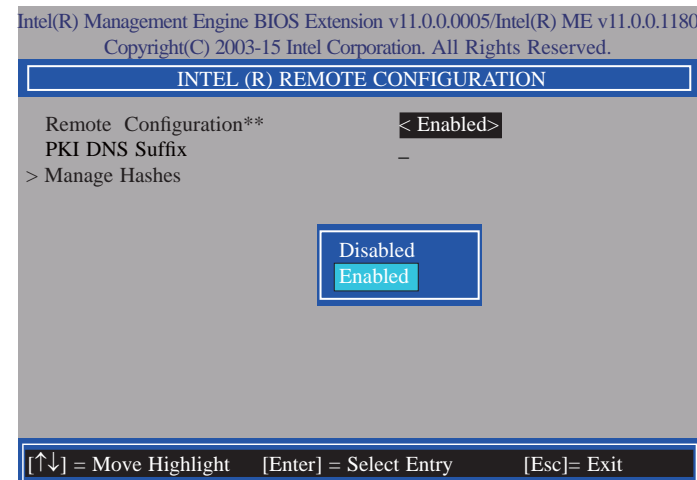 Intel(R) Management Engine BIOS Extension v11.0.0.0005/Intel(R) ME v11.0.0.1180
Copyright(C) 2003-15 Intel Corporation. All Rights Reserved.
INTEL (R) REMOTE CONFIGURATION
Remote Configuration** < Enabled>
PKI DNS Suffix _
> Manage Hashes
Disabled
Enabled
[↑↓] = Move Highlight [Enter] = Select Entry [Esc]= Exit